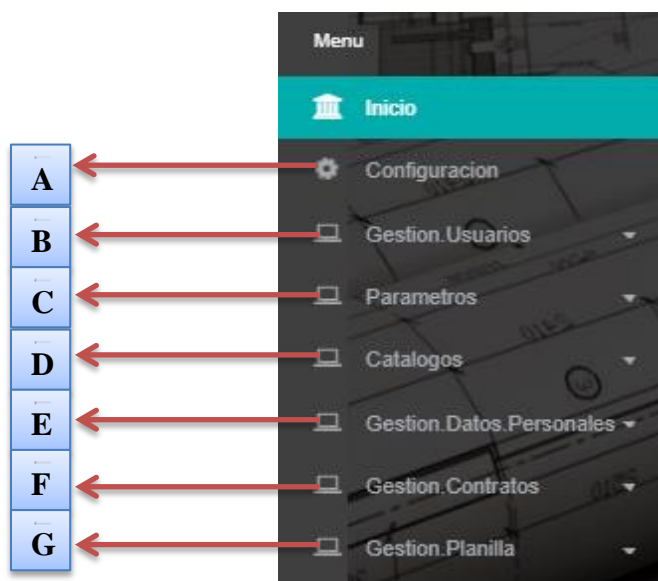 Menu
Inicio
A Configuracion
B Gestion.Usuarios
C Parametros
D Catalogos
E Gestion.Datos.Personales
F Gestion.Contratos
G Gestion.Planilla